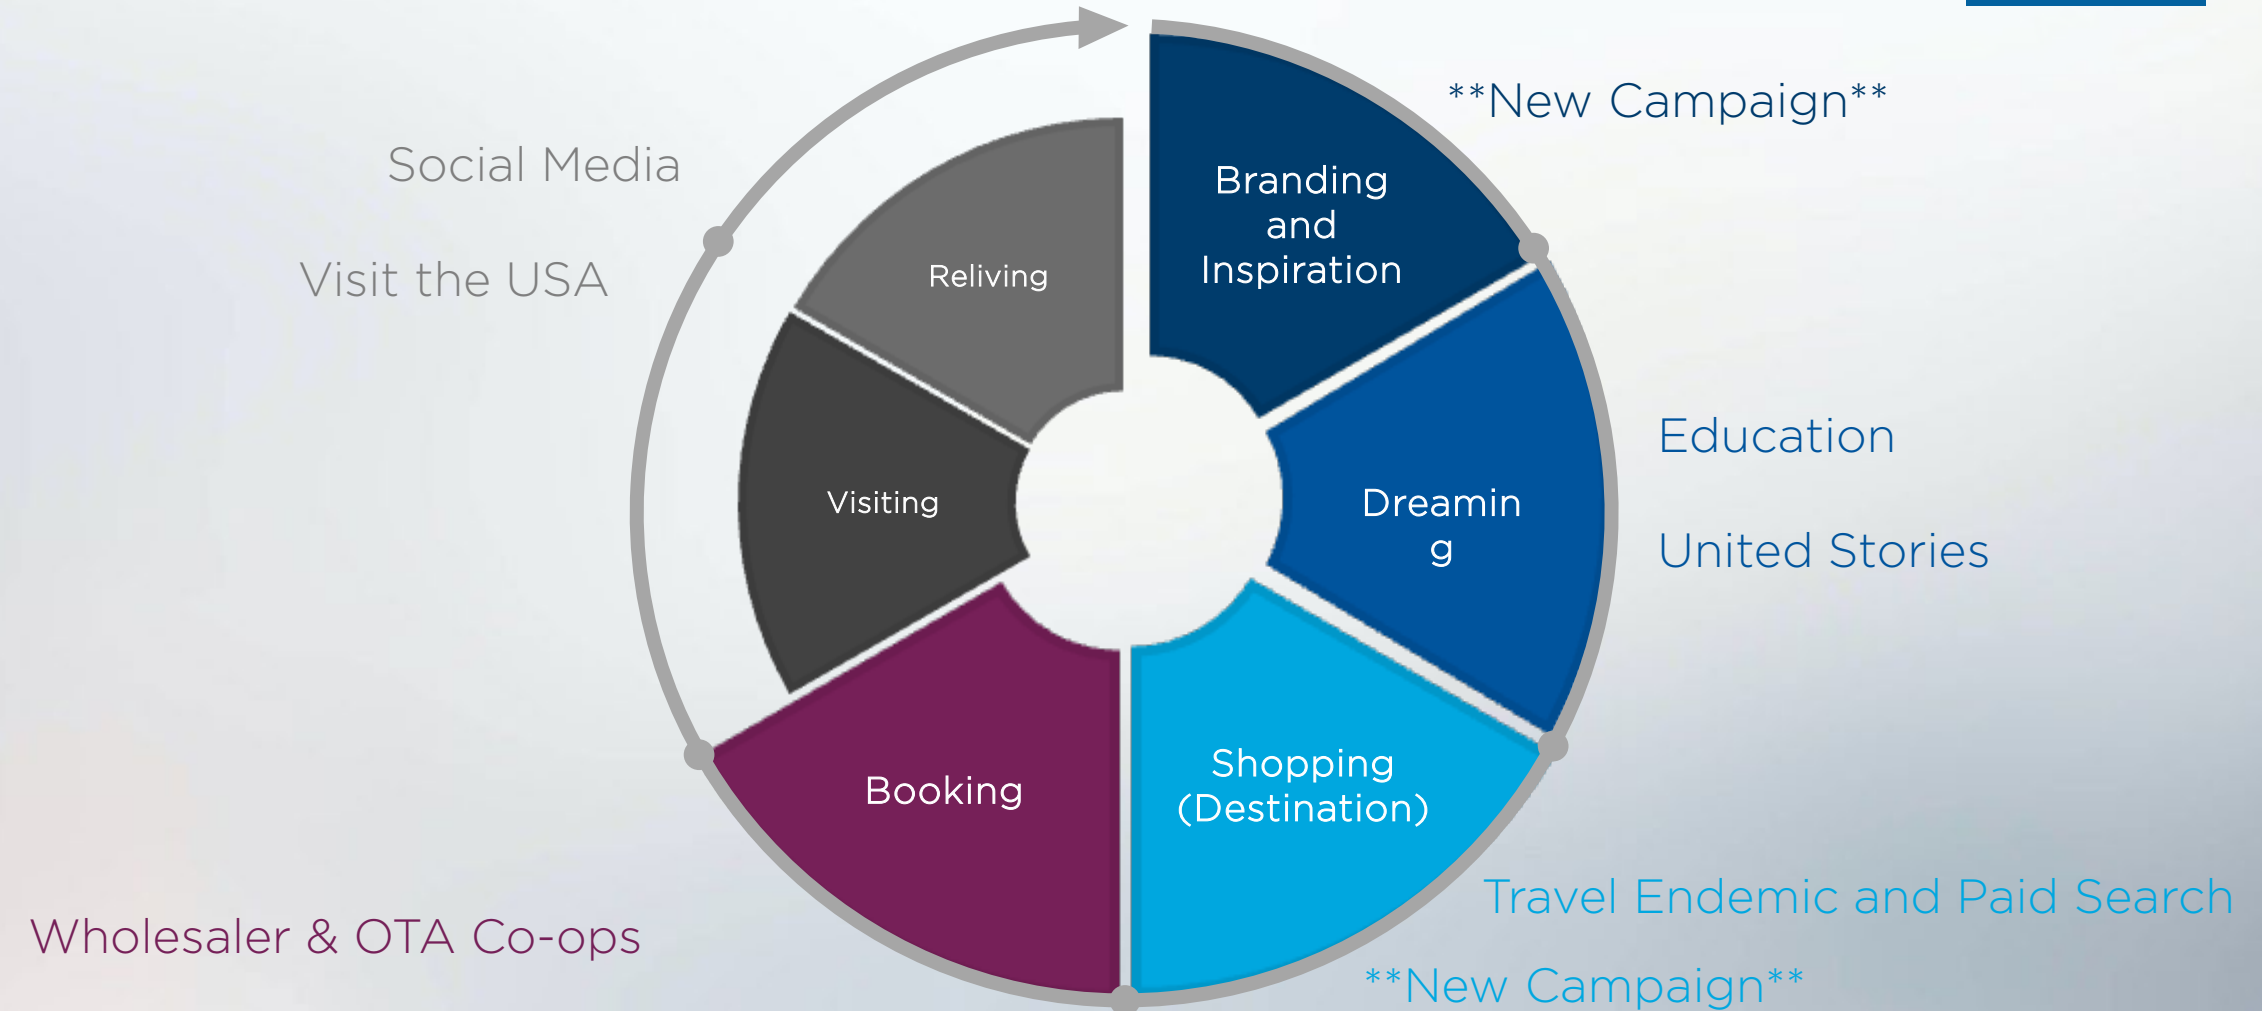 **New Campaign**
Social Media
Visit the USA
Branding
and
Inspiration
Reliving
Education
Dreamin
g
Visiting
United Stories
Shopping
(Destination)
Booking
Travel Endemic and Paid Search
Wholesaler & OTA Co-ops
**New Campaign**